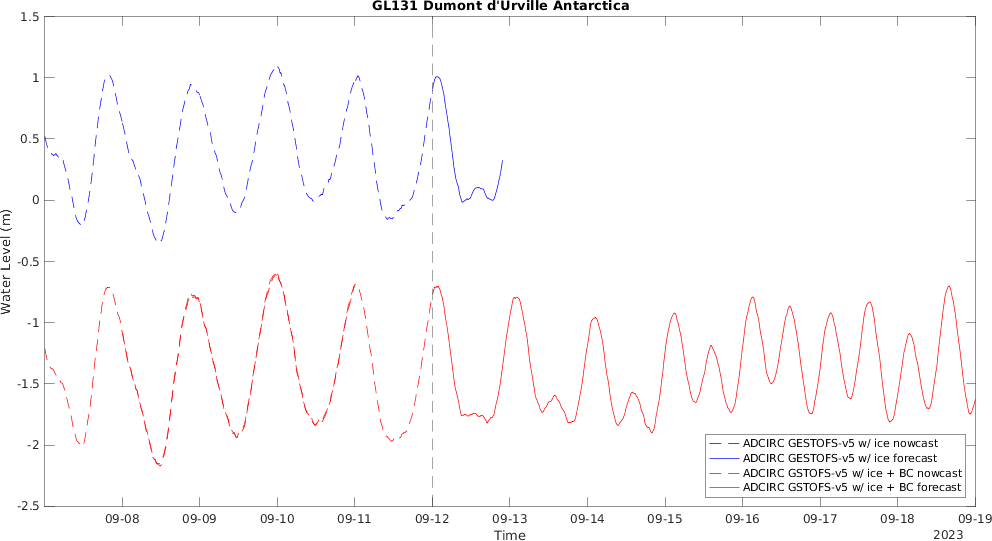 GL131 Dumont d'Urville Antarctica
1.5
1
0.5
0
-0.5
-1
-1.5
-2
-2.5
Water Level (m)
ADCIRC GESTOFS-v5 w/ ice nowcast
ADCIRC GESTOFS-v5 w/ ice forecast
ADCIRC GSTOFS-v5 w/ ice + BC nowcast
ADCIRC GSTOFS-v5 w/ ice + BC forecast
09-08 09-09 09-10 09-11 09-12 09-13 09-14 09-15 09-16 09-17 09-18 09-19
Time
2023